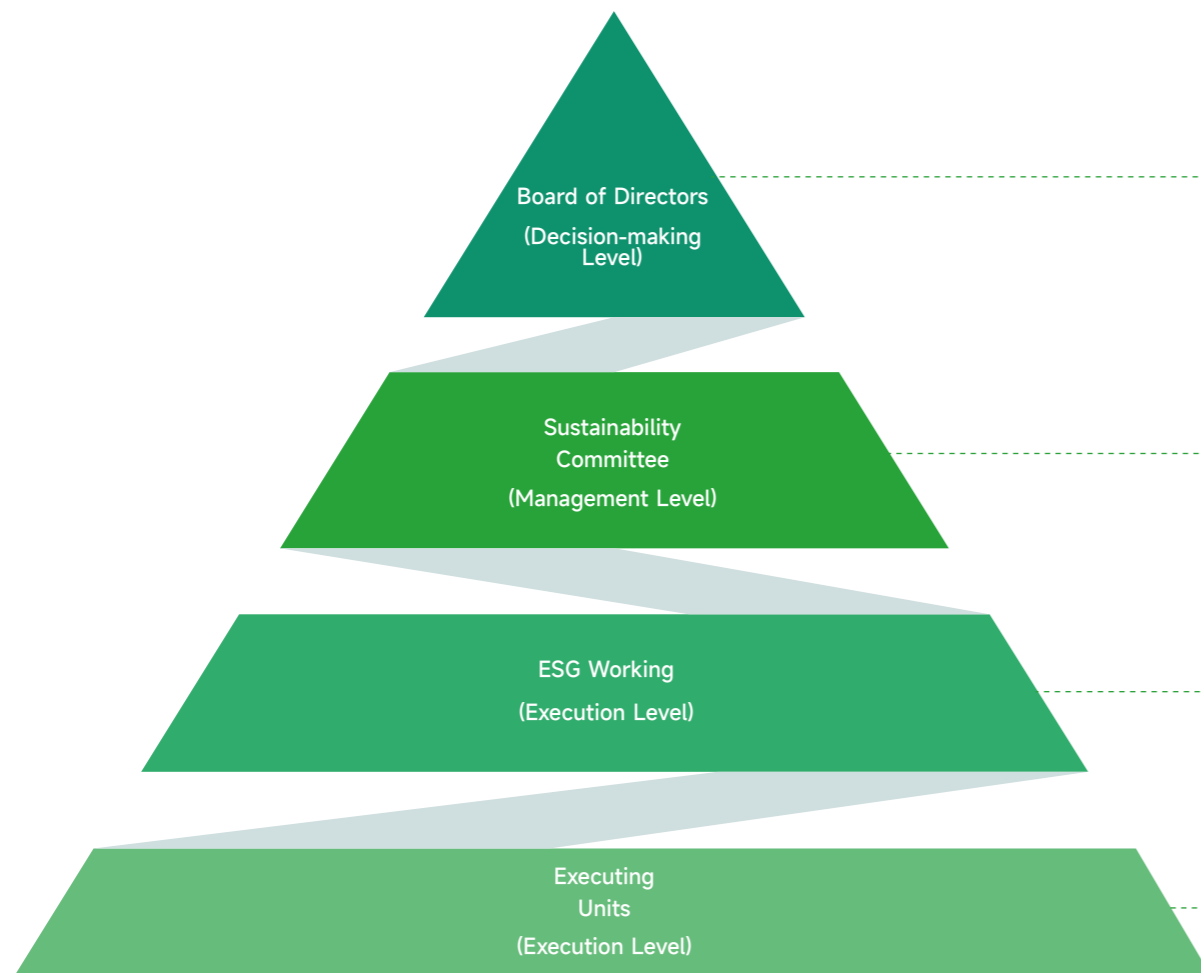 Board of Directors
(Decision-making
Level)
Sustainability
Committee
(Management Level)
ESG Working
(Execution Level)
Executing
Units
(Execution Level)